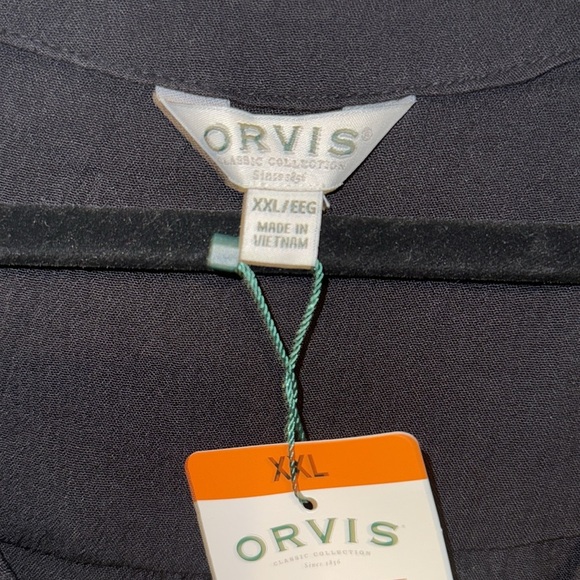 ORVIS®
CLASSIC COLLECTION
Since 1856
XXL/EEG
MADE IN
VIETNAM
XXL
ORVIS
CLASSIC COLLECTION
Since 1856